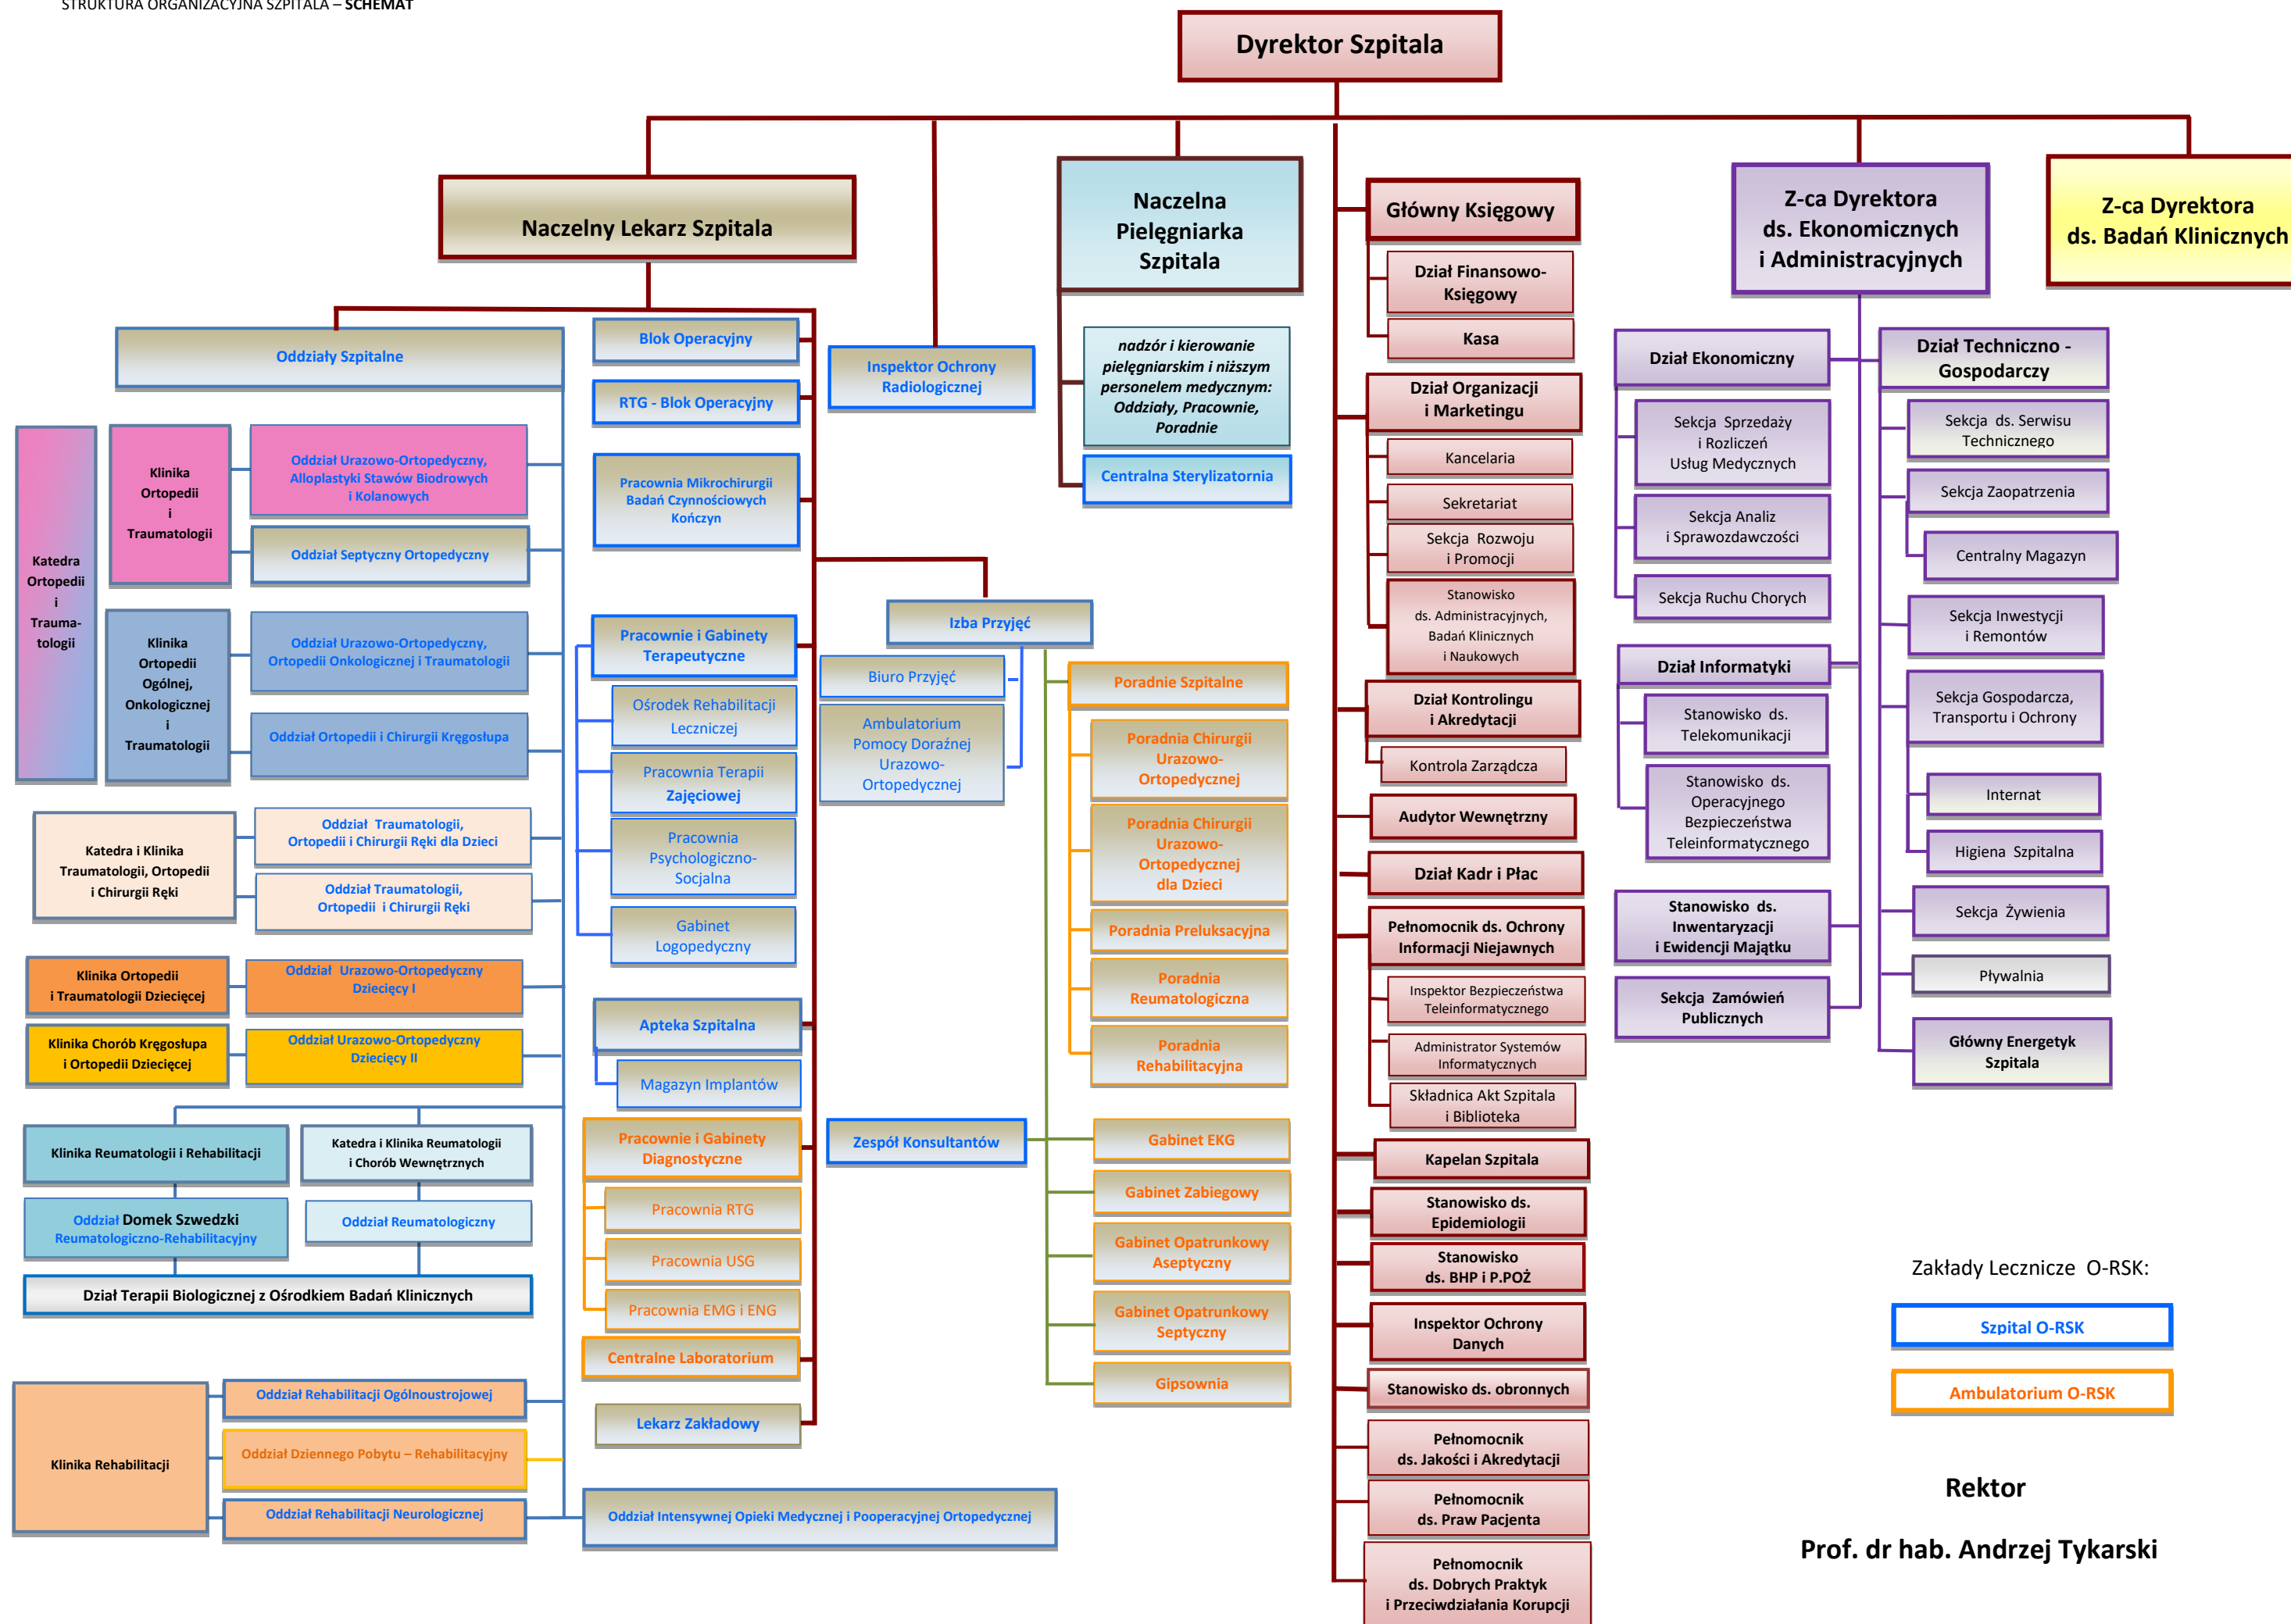 STRUKTURA ORGANIZACYJNA SZPITALA – SCHEMAT
Dyrektor Szpitala
Naczelny Lekarz Szpitala
Naczelna
Pielęgniarka
Szpitala
Główny Księgowy
Z-ca Dyrektora
ds. Ekonomicznych
i Administracyjnych
Z-ca Dyrektora
ds. Badań Klinicznych
Oddziały Szpitalne
Katedra
Ortopedii
i
Trauma-
tologii
Klinika
Ortopedii
i
Traumatologii
Oddział Urazowo-Ortopedyczny,
Alloplastyki Stawów Biodrowych
i Kolanowych
Oddział Septyczny Ortopedyczny
Klinika
Ortopedii
Ogólnej,
Onkologicznej
i
Traumatologii
Oddział Urazowo-Ortopedyczny,
Ortopedii Onkologicznej i Traumatologii
Oddział Ortopedii i Chirurgii Kręgosłupa
Katedra i Klinika
Traumatologii, Ortopedii
i Chirurgii Ręki
Oddział Traumatologii,
Ortopedii i Chirurgii Ręki dla Dzieci
Oddział Traumatologii,
Ortopedii i Chirurgii Ręki
Klinika Ortopedii
i Traumatologii Dziecięcej
Oddział Urazowo-Ortopedyczny
Dziecięcy I
Klinika Chorób Kręgosłupa
i Ortopedii Dziecięcej
Oddział Urazowo-Ortopedyczny
Dziecięcy II
Klinika Reumatologii i Rehabilitacji
Katedra i Klinika Reumatologii
i Chorób Wewnętrznych
Oddział Domek Szwedzki
Reumatologiczno-Rehabilitacyjny
Oddział Reumatologiczny
Dział Terapii Biologicznej z Ośrodkiem Badań Klinicznych
Klinika Rehabilitacji
Oddział Rehabilitacji Ogólnoustrojowej
Oddział Dziennego Pobytu – Rehabilitacyjny
Oddział Rehabilitacji Neurologicznej
Oddział Intensywnej Opieki Medycznej i Pooperacyjnej Ortopedycznej
Blok Operacyjny
RTG - Blok Operacyjny
Pracownia Mikrochirurgii
Badań Czynnościowych
Kończyn
Pracownie i Gabinety
Terapeutyczne
Ośrodek Rehabilitacji
Leczniczej
Pracownia Terapii
Zajęciowej
Pracownia
Psychologiczno-
Socjalna
Gabinet
Logopedyczny
Apteka Szpitalna
Magazyn Implantów
Pracownie i Gabinety
Diagnostyczne
Pracownia RTG
Pracownia USG
Pracownia EMG i ENG
Centralne Laboratorium
Lekarz Zakładowy
Inspektor Ochrony
Radiologicznej
Izba Przyjęć
Biuro Przyjęć
Ambulatorium
Pomocy Doraźnej
Urazowo-
Ortopedycznej
Zespół Konsultantów
nadzór i kierowanie
pielęgniarskim i niższym
personelem medycznym:
Oddziały, Pracownie,
Poradnie
Centralna Sterylizatornia
Poradnie Szpitalne
Poradnia Chirurgii
Urazowo-
Ortopedycznej
Poradnia Chirurgii
Urazowo-
Ortopedycznej
dla Dzieci
Poradnia Preluksacyjna
Poradnia
Reumatologiczna
Poradnia
Rehabilitacyjna
Gabinet EKG
Gabinet Zabiegowy
Gabinet Opatrunkowy
Aseptyczny
Gabinet Opatrunkowy
Septyczny
Gipsownia
Dział Finansowo-
Księgowy
Kasa
Dział Organizacji
i Marketingu
Kancelaria
Sekretariat
Sekcja Rozwoju
i Promocji
Stanowisko
ds. Administracyjnych,
Badań Klinicznych
i Naukowych
Dział Kontrolingu
i Akredytacji
Kontrola Zarządcza
Audytor Wewnętrzny
Dział Kadr i Płac
Pełnomocnik ds. Ochrony
Informacji Niejawnych
Inspektor Bezpieczeństwa
Teleinformatycznego
Administrator Systemów
Informatycznych
Składnica Akt Szpitala
i Biblioteka
Kapelan Szpitala
Stanowisko ds.
Epidemiologii
Stanowisko
ds. BHP i P.POŻ
Inspektor Ochrony
Danych
Stanowisko ds. obronnych
Pełnomocnik
ds. Jakości i Akredytacji
Pełnomocnik
ds. Praw Pacjenta
Pełnomocnik
ds. Dobrych Praktyk
i Przeciwdziałania Korupcji
Dział Ekonomiczny
Sekcja Sprzedaży
i Rozliczeń
Usług Medycznych
Sekcja Analiz
i Sprawozdawczości
Sekcja Ruchu Chorych
Dział Informatyki
Stanowisko ds.
Telekomunikacji
Stanowisko ds.
Operacyjnego
Bezpieczeństwa
Teleinformatycznego
Stanowisko ds.
Inwentaryzacji
i Ewidencji Majątku
Sekcja Zamówień
Publicznych
Dział Techniczno -
Gospodarczy
Sekcja ds. Serwisu
Technicznego
Sekcja Zaopatrzenia
Centralny Magazyn
Sekcja Inwestycji
i Remontów
Sekcja Gospodarcza,
Transportu i Ochrony
Internat
Higiena Szpitalna
Sekcja Żywienia
Pływalnia
Główny Energetyk
Szpitala
Zakłady Lecznicze O-RSK:
Szpital O-RSK
Ambulatorium O-RSK
Rektor
Prof. dr hab. Andrzej Tykarski